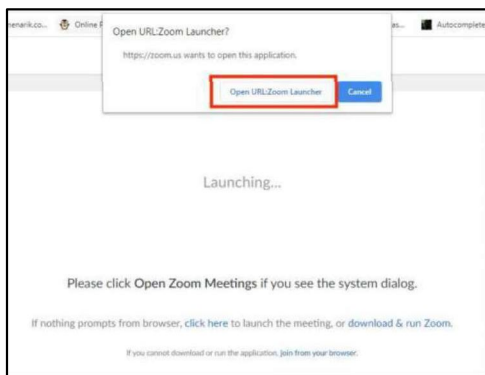 Online
Open URL:Zoom Launcher?
Autocomplete
https://zoom.us wants to open this application.
Open URL:Zoom Launcher Cancel
Launching...
Please click Open Zoom Meetings if you see the system dialog.
If nothing prompts from browser, click here to launch the meeting, or download & run Zoom.
If you cannot download or run the application, join from your browser.